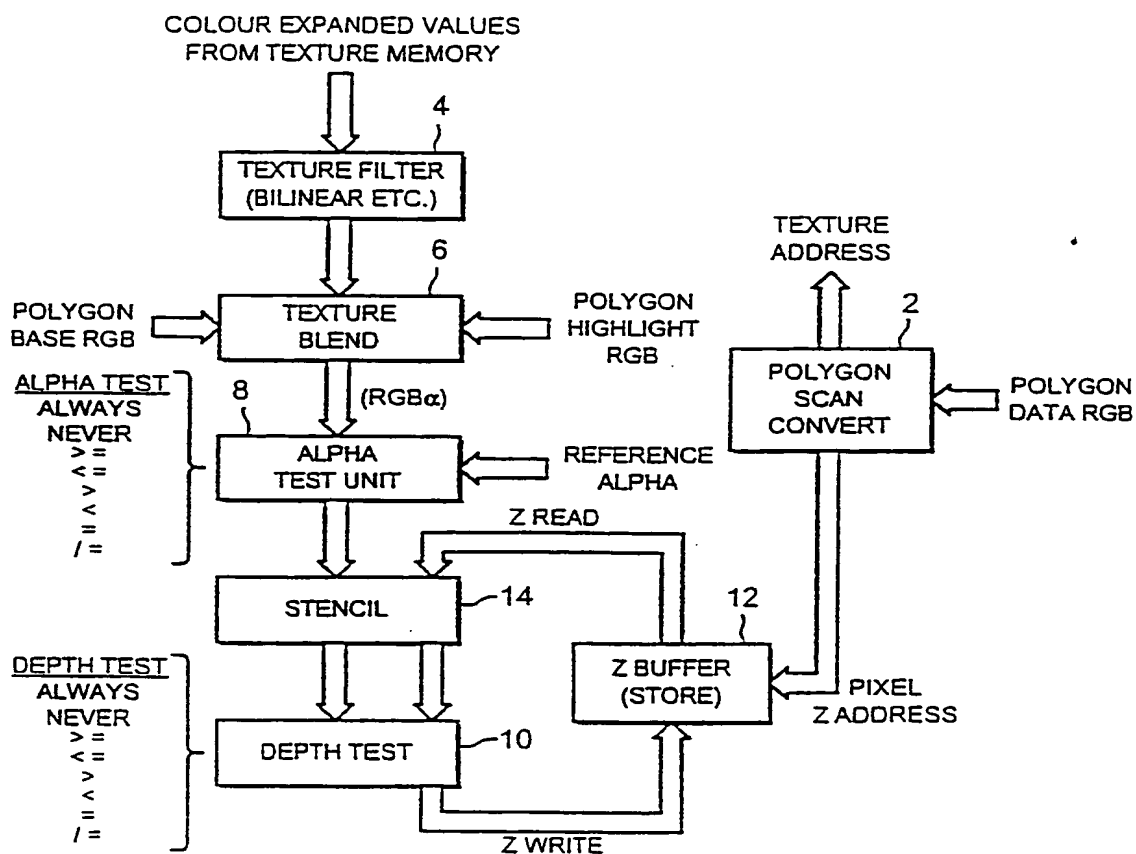 COLOUR EXPANDED VALUES
FROM TEXTURE MEMORY
4
TEXTURE FILTER
(BILINEAR ETC.)
TEXTURE
ADDRESS
6
POLYGON
BASE RGB
TEXTURE
BLEND
POLYGON
HIGHLIGHT
RGB
2
POLYGON
SCAN
CONVERT
POLYGON
DATA RGB
(RGBα)
ALPHA TEST
ALWAYS
NEVER
> =
< =
>
<
=
/ =
8
ALPHA
TEST UNIT
REFERENCE
ALPHA
Z READ
STENCIL
14
12
Z BUFFER
(STORE)
PIXEL
Z ADDRESS
DEPTH TEST
ALWAYS
NEVER
> =
< =
>
<
=
/ =
DEPTH TEST
10
Z WRITE